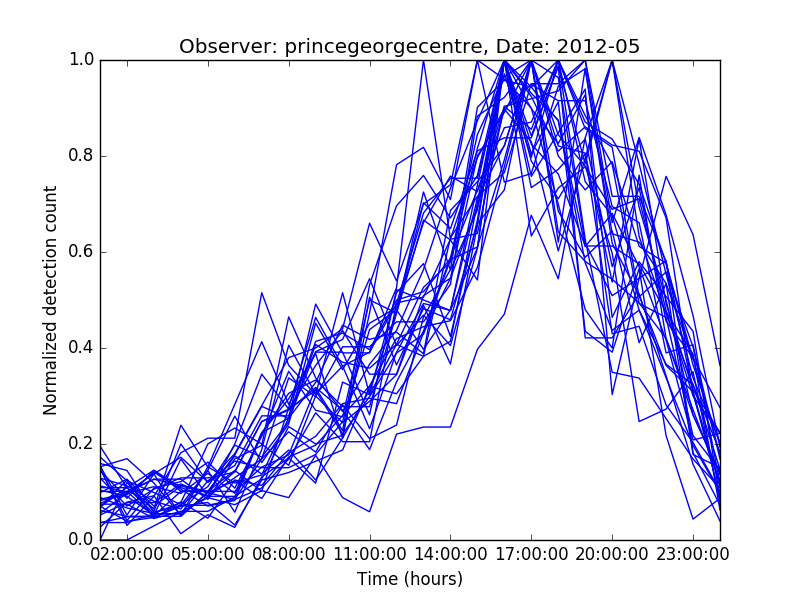 Observer: princegeorgecentre, Date: 2012-05
1.0
0.8
0.6
0.4
0.2
0.0
Normalized detection count
02:00:00 05:00:00 08:00:00 11:00:00 14:00:00 17:00:00 20:00:00 23:00:00
Time (hours)